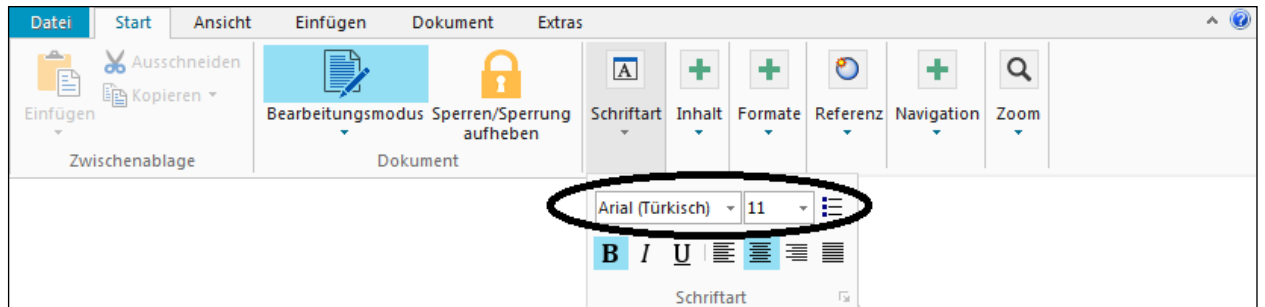 Datei Start Ansicht Einfügen Dokument Extras
Ausschneiden
Kopieren
Einfügen Bearbeitungsmodus Sperren/Sperrung Schriftart Inhalt Formate Referenz Navigation Zoom
aufheben
Zwischenablage Dokument
Arial (Türkisch) 11
B I U
Schriftart